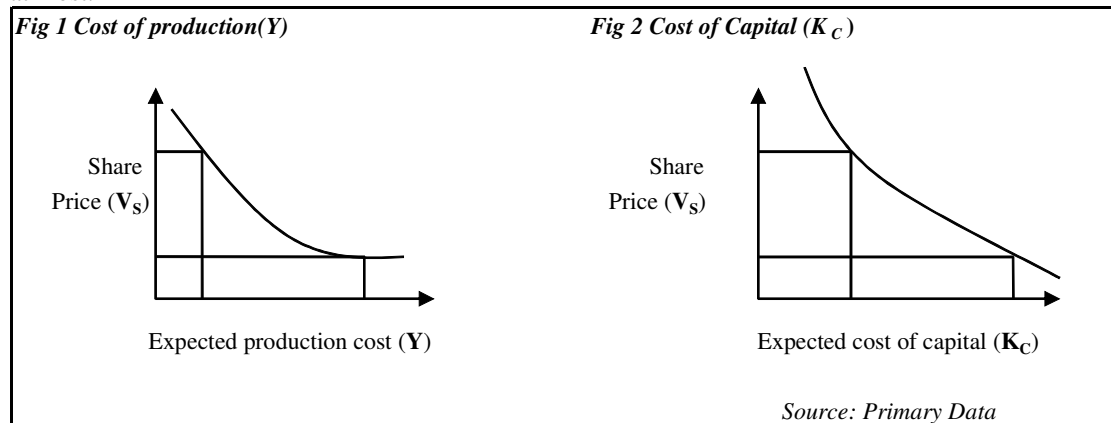 Fig 1 Cost of production(Y)
Share
Price (VS)
Expected production cost (Y)
Fig 2 Cost of Capital (K C )
Share
Price (VS)
Expected cost of capital (KC)
Source: Primary Data